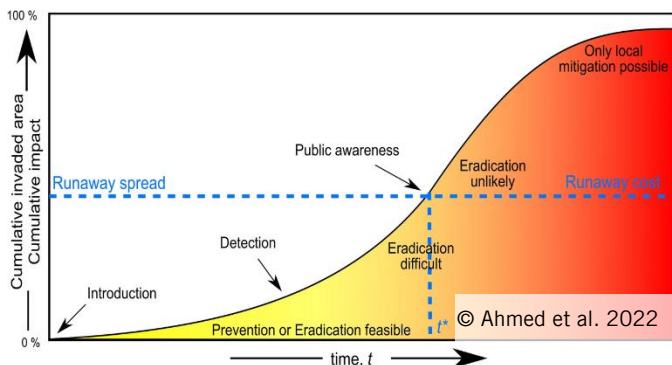 100 %
Only local
mitigation possible
Cumulative invaded area
Cumulative impact
Public awareness
Eradication
unlikely
Runaway spread
Runaway cost
Detection
Eradication
difficult
Introduction
Prevention or Eradication feasible
t*
© Ahmed et al. 2022
0 %
time, t